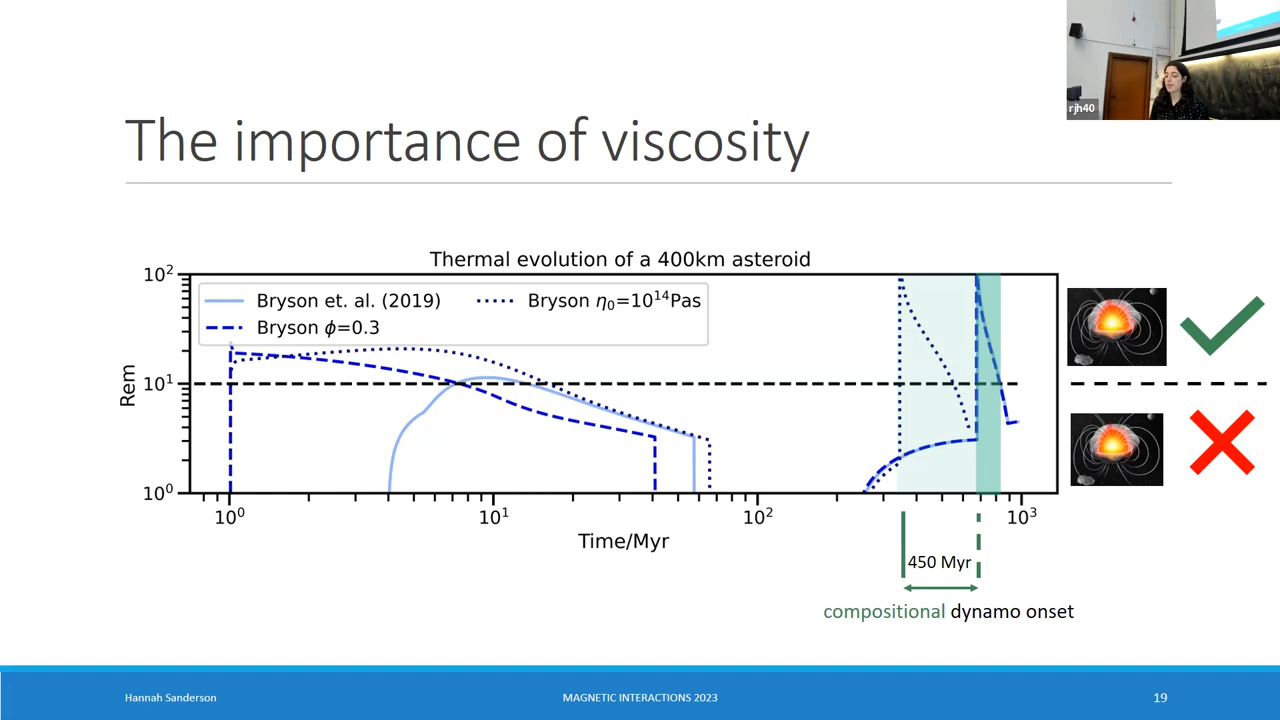 rjh40
The importance of viscosity
Thermal evolution of a 400km asteroid
Bryson et. al. (2019)
Bryson ϕ=0.3
Bryson η₀=10¹⁴Pas
Rem
10²
10¹
10⁰
10⁰ 10¹ 10² 10³
Time/Myr
450 Myr
compositional dynamo onset
Hannah Sanderson
MAGNETIC INTERACTIONS 2023
19